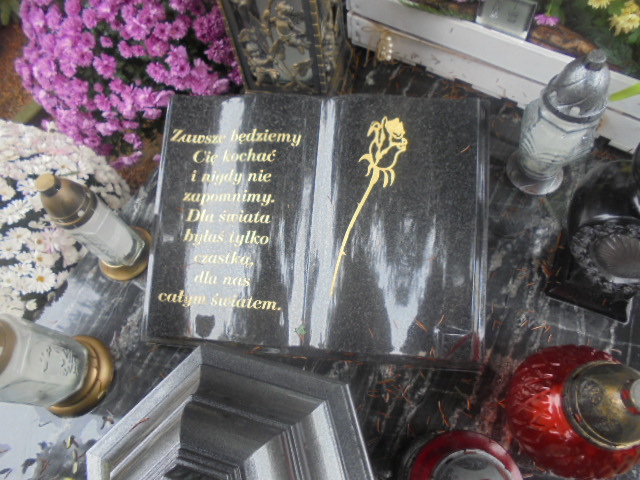 Zawsze będziemy
Cię kochać
i nigdy nie
zapomnimy.
Dla świata
byłaś tylko
cząstką,
dla nas
całym światem.